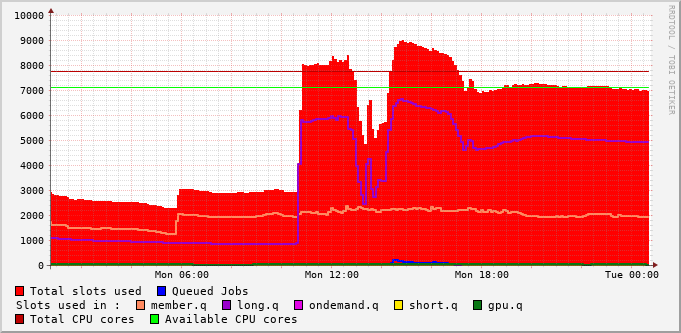 10000
9000
8000
7000
6000
5000
4000
3000
2000
1000
0
Mon 06:00 Mon 12:00 Mon 18:00 Tue 00:00
RRDTOOL / TOBI OETIKER
Total slots used Queued Jobs
Slots used in : member.q long.q ondemand.q short.q gpu.q
Total CPU cores Available CPU cores